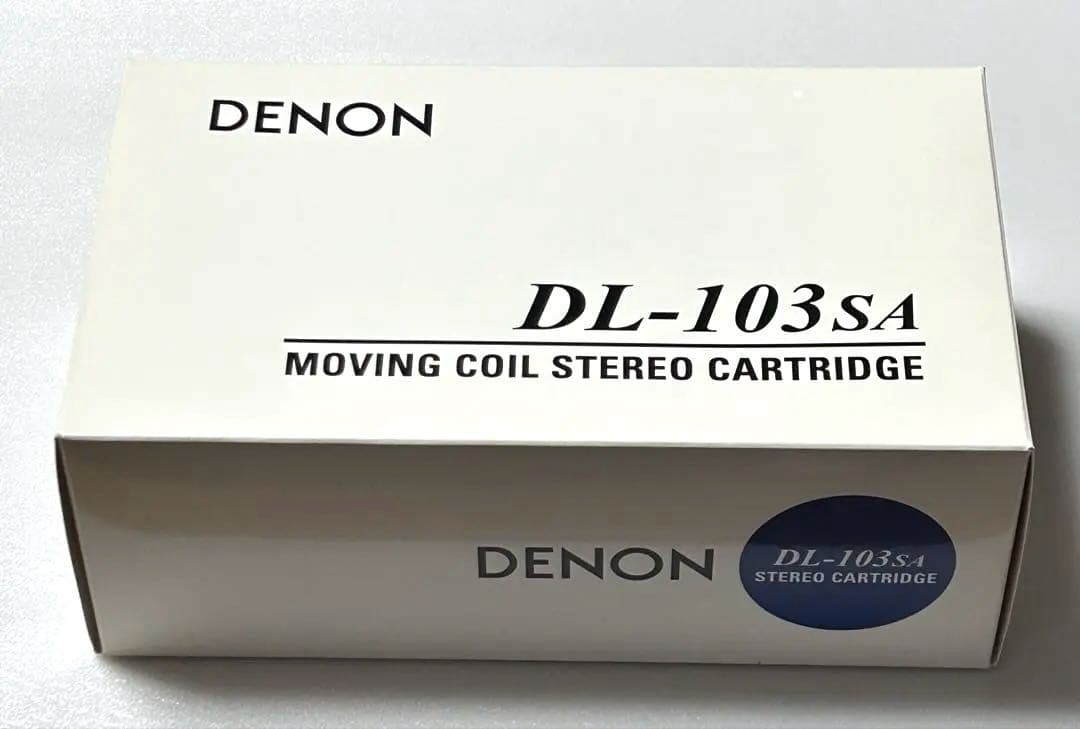 DENON
DL-103SA
MOVING COIL STEREO CARTRIDGE
DENON
DL-103SA
STEREO CARTRIDGE